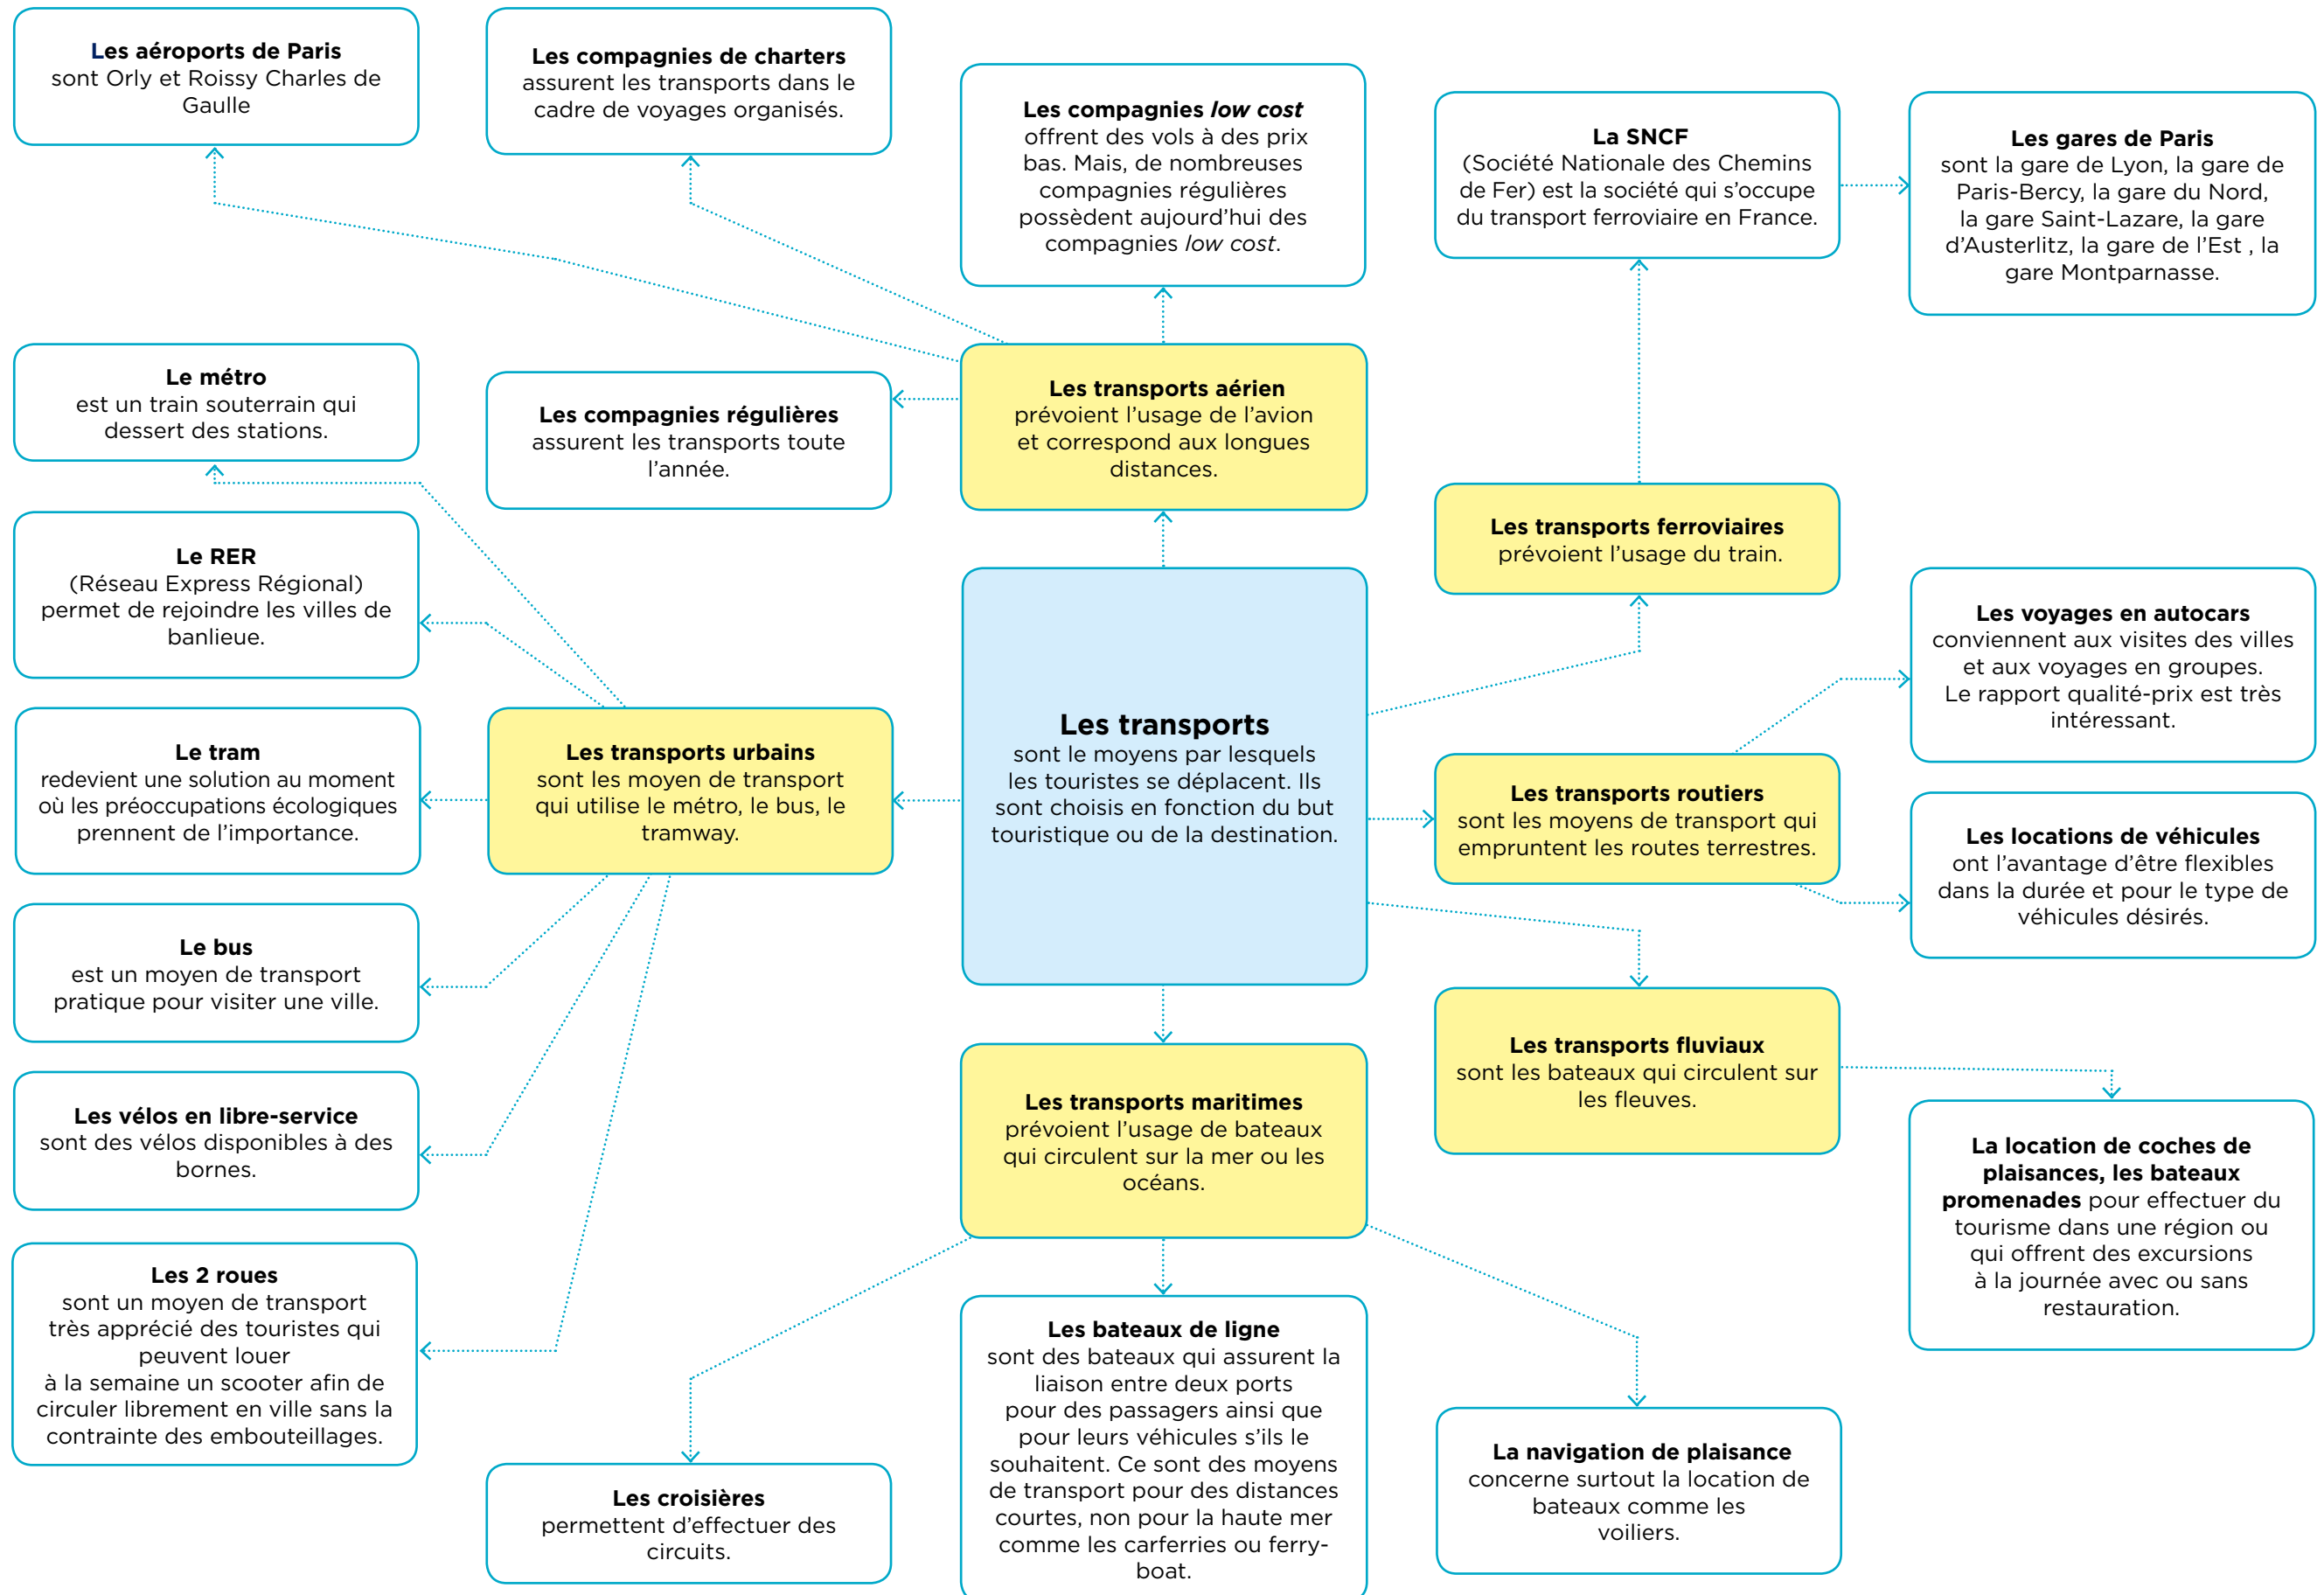 Les aéroports de Paris
sont Orly et Roissy Charles de
Gaulle
Les compagnies de charters
assurent les transports dans le
cadre de voyages organisés.
Les compagnies low cost
offrent des vols à des prix
bas. Mais, de nombreuses
compagnies régulières
possèdent aujourd'hui des
compagnies low cost.
La SNCF
(Société Nationale des Chemins
de Fer) est la société qui s'occupe
du transport ferroviaire en France.
Les gares de Paris
sont la gare de Lyon, la gare de
Paris-Bercy, la gare du Nord,
la gare Saint-Lazare, la gare
d'Austerlitz, la gare de l'Est , la
gare Montparnasse.
Le métro
est un train souterrain qui
dessert des stations.
Les compagnies régulières
assurent les transports toute
l'année.
Les transports aérien
prévoient l'usage de l'avion
et correspond aux longues
distances.
Les transports ferroviaires
prévoient l'usage du train.
Le RER
(Réseau Express Régional)
permet de rejoindre les villes de
banlieue.
Les voyages en autocars
conviennent aux visites des villes
et aux voyages en groupes.
Le rapport qualité-prix est très
intéressant.
Le tram
redevient une solution au moment
où les préoccupations écologiques
prennent de l'importance.
Les transports urbains
sont les moyen de transport
qui utilise le métro, le bus, le
tramway.
Les transports
sont le moyens par lesquels
les touristes se déplacent. Ils
sont choisis en fonction du but
touristique ou de la destination.
Les transports routiers
sont les moyens de transport qui
empruntent les routes terrestres.
Les locations de véhicules
ont l'avantage d'être flexibles
dans la durée et pour le type de
véhicules désirés.
Le bus
est un moyen de transport
pratique pour visiter une ville.
Les transports fluviaux
sont les bateaux qui circulent sur
les fleuves.
Les vélos en libre-service
sont des vélos disponibles à des
bornes.
Les transports maritimes
prévoient l'usage de bateaux
qui circulent sur la mer ou les
océans.
La location de coches de
plaisances, les bateaux
promenades pour effectuer du
tourisme dans une région ou
qui offrent des excursions
à la journée avec ou sans
restauration.
Les 2 roues
sont un moyen de transport
très apprécié des touristes qui
peuvent louer
à la semaine un scooter afin de
circuler librement en ville sans la
contrainte des embouteillages.
Les croisières
permettent d'effectuer des
circuits.
Les bateaux de ligne
sont des bateaux qui assurent la
liaison entre deux ports
pour des passagers ainsi que
pour leurs véhicules s'ils le
souhaitent. Ce sont des moyens
de transport pour des distances
courtes, non pour la haute mer
comme les carferries ou ferry-
boat.
La navigation de plaisance
concerne surtout la location de
bateaux comme les
voiliers.